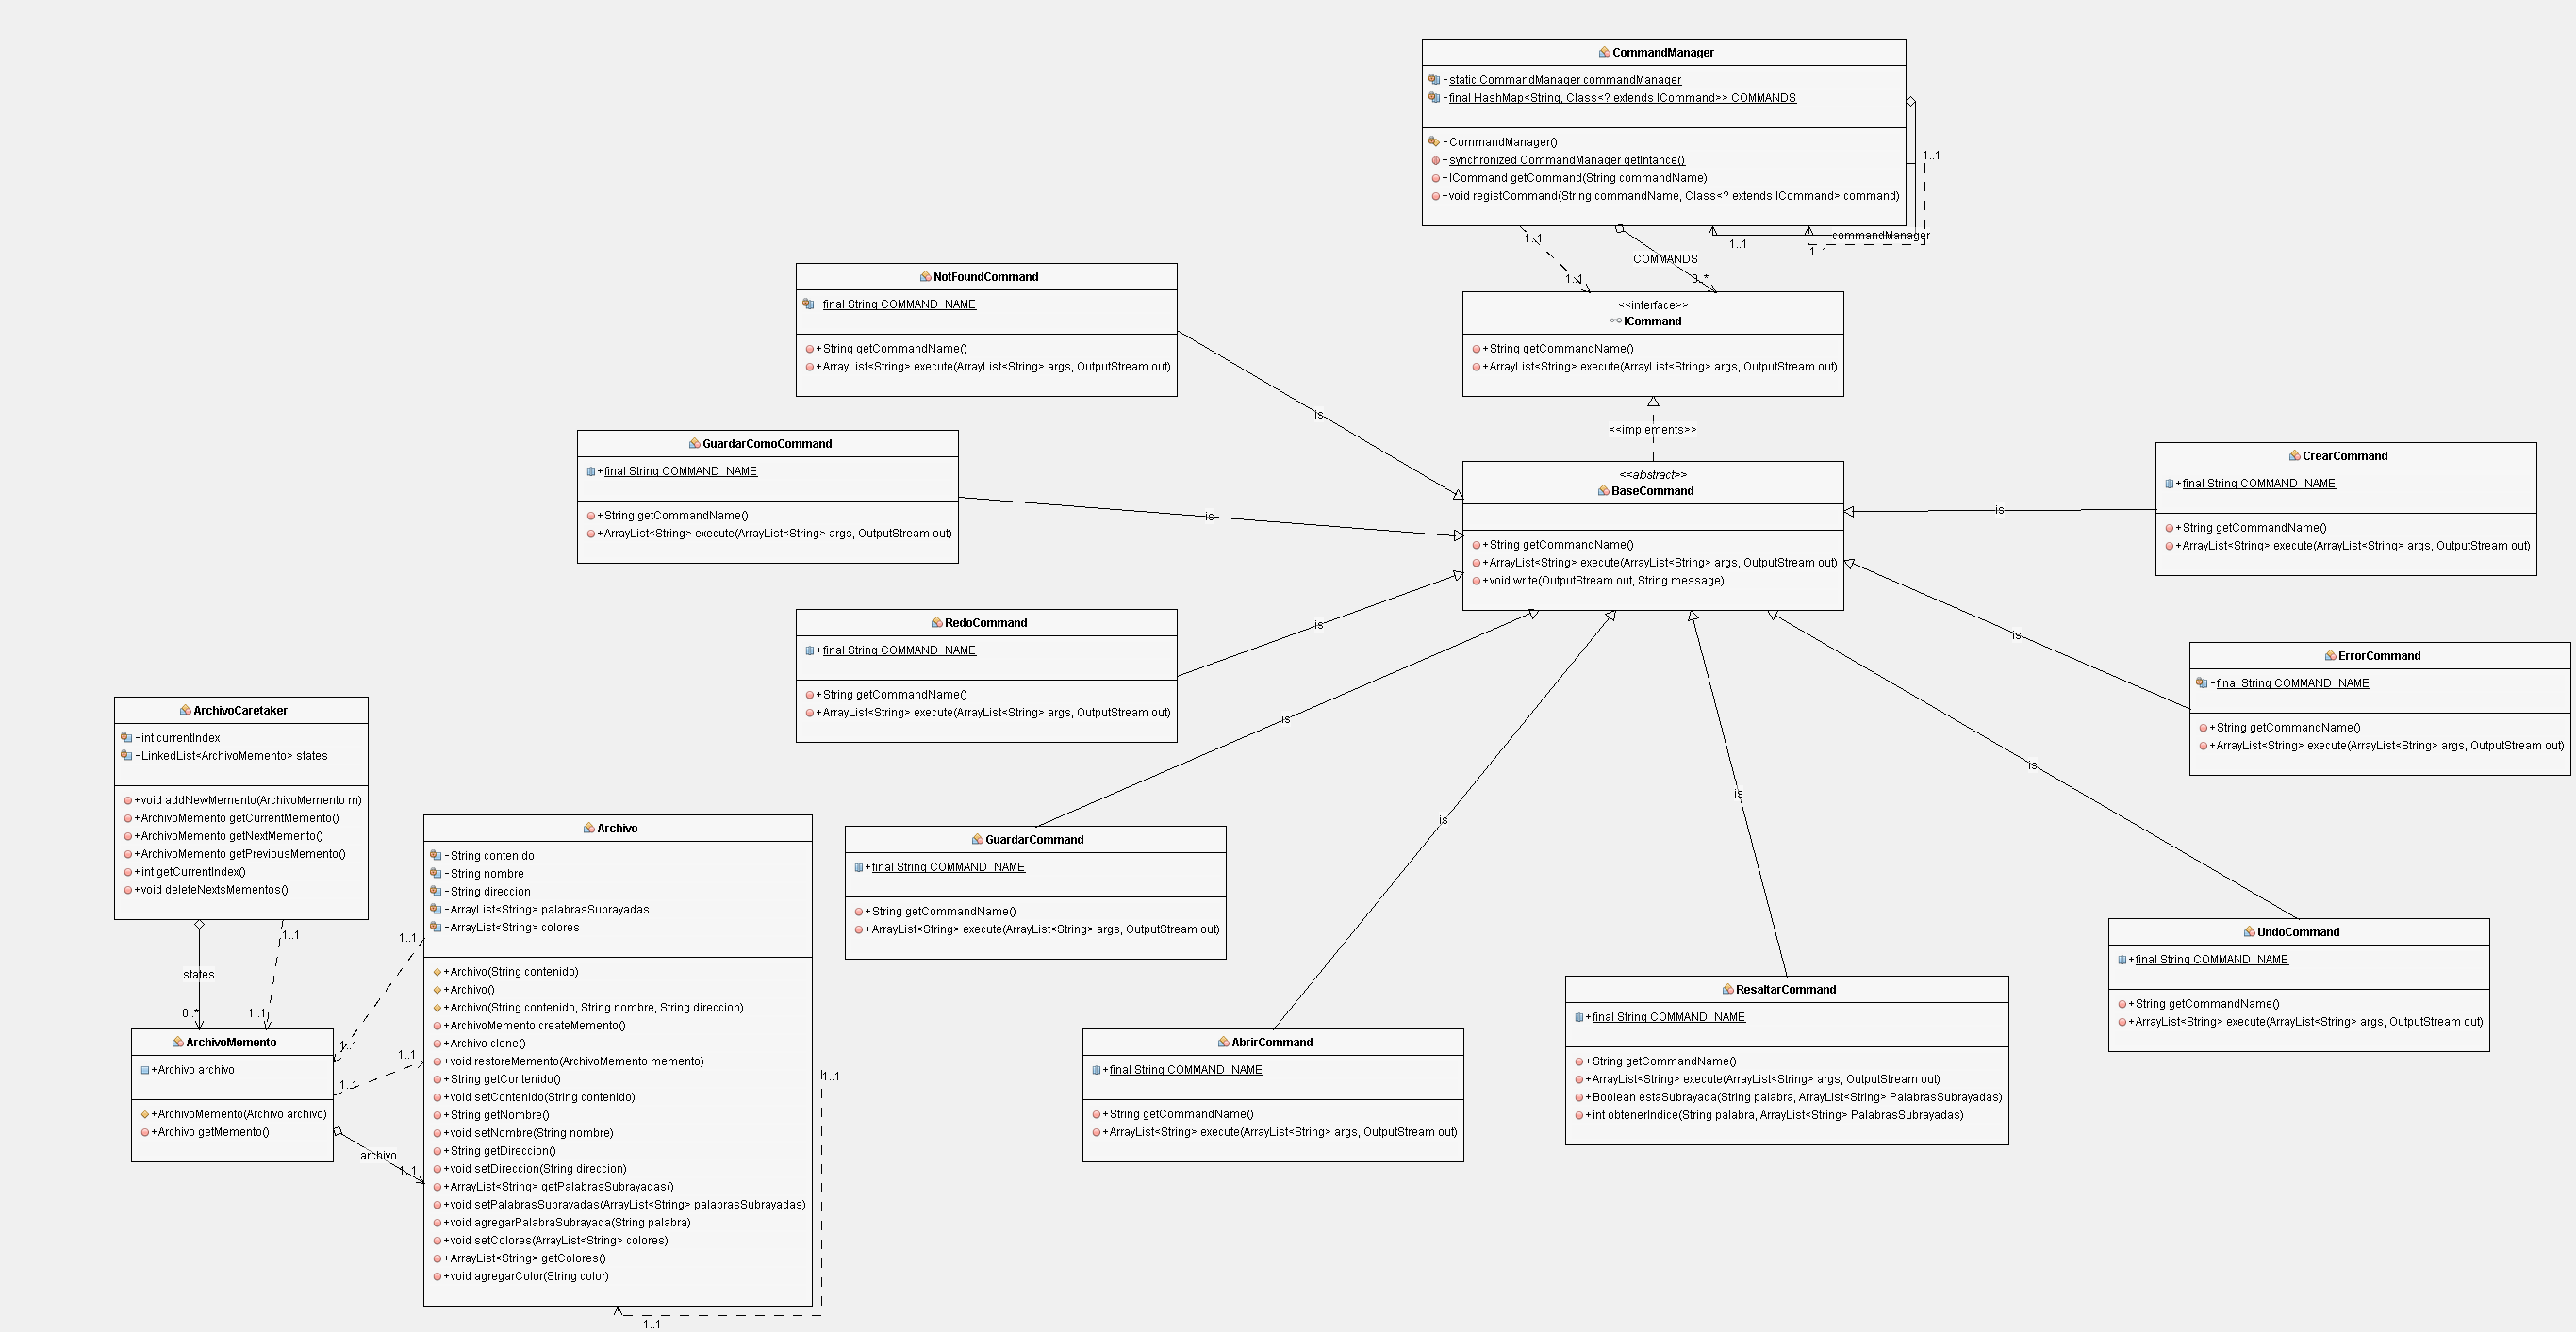 CommandManager
- static CommandManager commandManager
- final HashMap<String, Class<? extends ICommand>> COMMANDS
- CommandManager()
+ synchronized CommandManager getIntance()
+ ICommand getCommand(String commandName)
+ void registCommand(String commandName, Class<? extends ICommand> command)
1..1
commandManager
1..1
1..1
1..1
COMMANDS
1..1
0..*
NotFoundCommand
- final String COMMAND_NAME
+ String getCommandName()
+ ArrayList<String> execute(ArrayList<String> args, OutputStream out)
<<interface>>
ICommand
+ String getCommandName()
+ ArrayList<String> execute(ArrayList<String> args, OutputStream out)
is
<<implements>>
GuardarComoCommand
+ final String COMMAND_NAME
+ String getCommandName()
+ ArrayList<String> execute(ArrayList<String> args, OutputStream out)
is
<<abstract>>
BaseCommand
+ String getCommandName()
+ ArrayList<String> execute(ArrayList<String> args, OutputStream out)
+ void write(OutputStream out, String message)
is
CrearCommand
+ final String COMMAND_NAME
+ String getCommandName()
+ ArrayList<String> execute(ArrayList<String> args, OutputStream out)
RedoCommand
+ final String COMMAND_NAME
+ String getCommandName()
+ ArrayList<String> execute(ArrayList<String> args, OutputStream out)
is
is
ErrorCommand
- final String COMMAND_NAME
+ String getCommandName()
+ ArrayList<String> execute(ArrayList<String> args, OutputStream out)
is
is
is
is
ArchivoCaretaker
- int currentIndex
- LinkedList<ArchivoMemento> states
+ void addNewMemento(ArchivoMemento m)
+ ArchivoMemento getCurrentMemento()
+ ArchivoMemento getNextMemento()
+ ArchivoMemento getPreviousMemento()
+ int getCurrentIndex()
+ void deleteNextsMementos()
1..1
states
0..*
1..1
ArchivoMemento
+ Archivo archivo
+ ArchivoMemento(Archivo archivo)
+ Archivo getMemento()
1..1
1..1
1..1
1..1
archivo
1..1
Archivo
- String contenido
- String nombre
- String direccion
- ArrayList<String> palabrasSubrayadas
- ArrayList<String> colores
+ Archivo(String contenido)
+ Archivo()
+ Archivo(String contenido, String nombre, String direccion)
+ ArchivoMemento createMemento()
+ Archivo clone()
+ void restoreMemento(ArchivoMemento memento)
+ String getContenido()
+ void setContenido(String contenido)
+ String getNombre()
+ void setNombre(String nombre)
+ String getDireccion()
+ void setDireccion(String direccion)
+ ArrayList<String> getPalabrasSubrayadas()
+ void setPalabrasSubrayadas(ArrayList<String> palabrasSubrayadas)
+ void agregarPalabraSubrayada(String palabra)
+ void setColores(ArrayList<String> colores)
+ ArrayList<String> getColores()
+ void agregarColor(String color)
1..1
1..1
GuardarCommand
+ final String COMMAND_NAME
+ String getCommandName()
+ ArrayList<String> execute(ArrayList<String> args, OutputStream out)
AbrirCommand
+ final String COMMAND_NAME
+ String getCommandName()
+ ArrayList<String> execute(ArrayList<String> args, OutputStream out)
ResaltarCommand
+ final String COMMAND_NAME
+ String getCommandName()
+ ArrayList<String> execute(ArrayList<String> args, OutputStream out)
+ Boolean estaSubrayada(String palabra, ArrayList<String> PalabrasSubrayadas)
+ int obtenerIndice(String palabra, ArrayList<String> PalabrasSubrayadas)
UndoCommand
+ final String COMMAND_NAME
+ String getCommandName()
+ ArrayList<String> execute(ArrayList<String> args, OutputStream out)